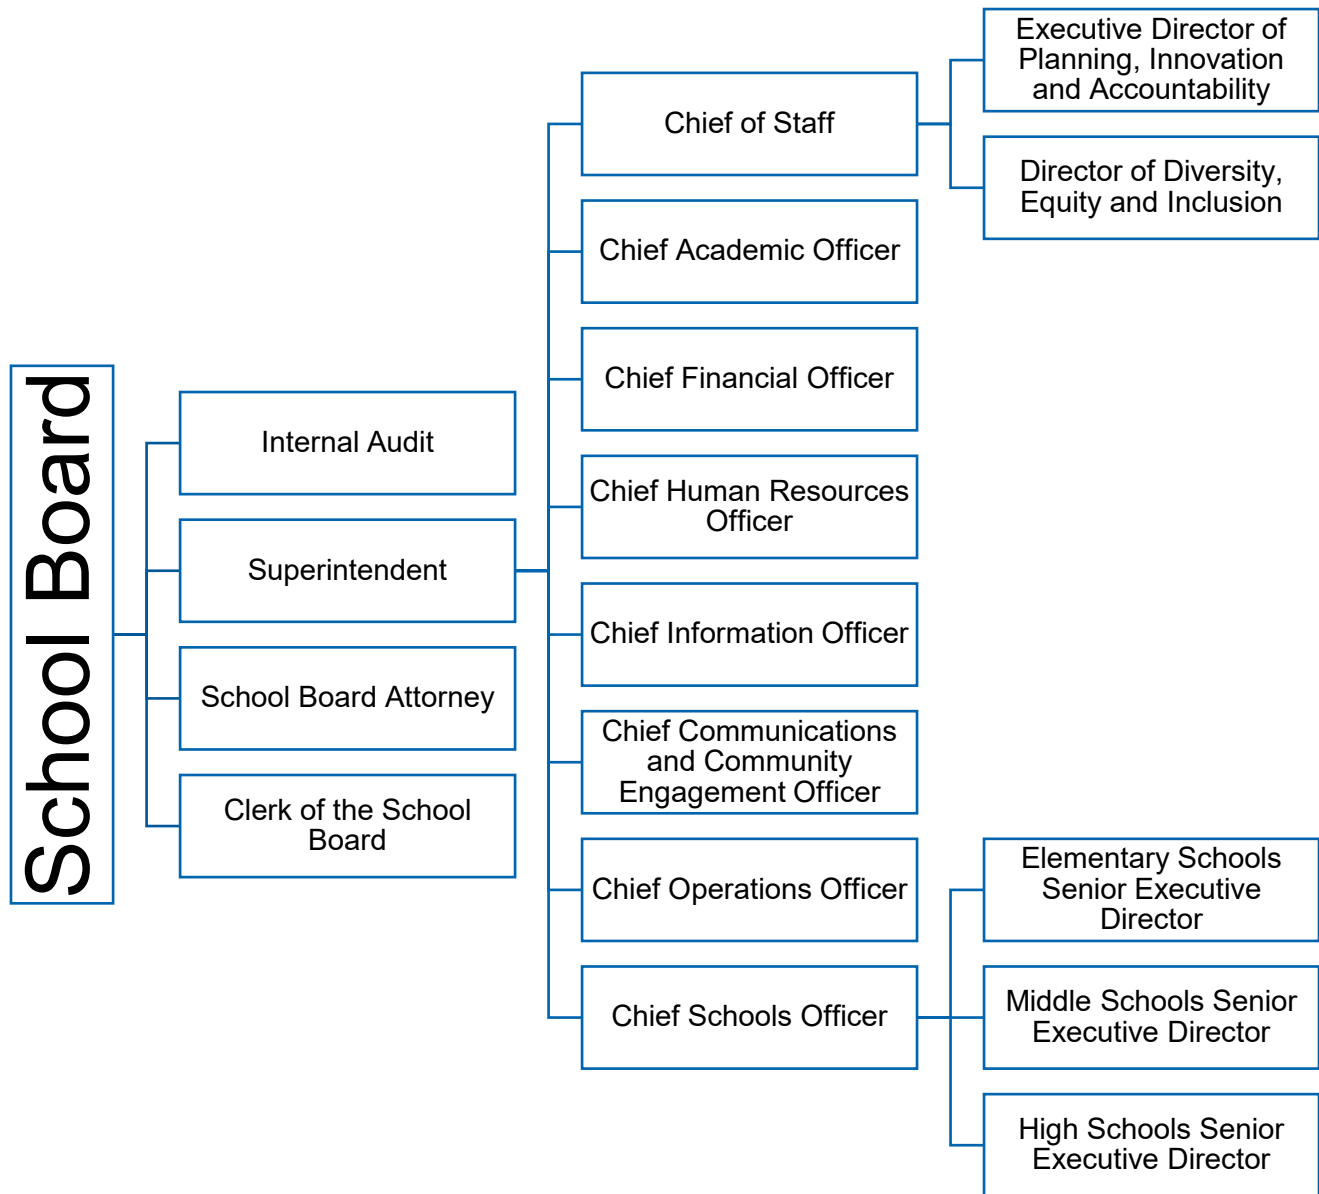 School Board
Internal Audit
Superintendent
School Board Attorney
Clerk of the School
Board
Chief of Staff
Chief Academic Officer
Chief Financial Officer
Chief Human Resources
Officer
Chief Information Officer
Chief Communications
and Community
Engagement Officer
Chief Operations Officer
Chief Schools Officer
Executive Director of
Planning, Innovation
and Accountability
Director of Diversity,
Equity and Inclusion
Elementary Schools
Senior Executive
Director
Middle Schools Senior
Executive Director
High Schools Senior
Executive Director